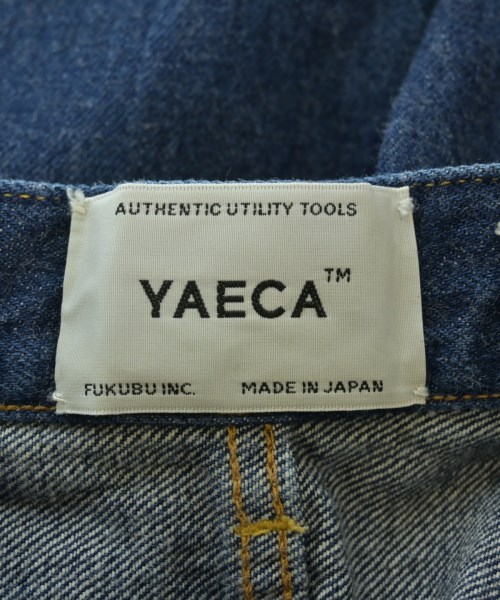 AUTHENTIC UTILITY TOOLS
YAECA™
FUKUBU INC. MADE IN JAPAN